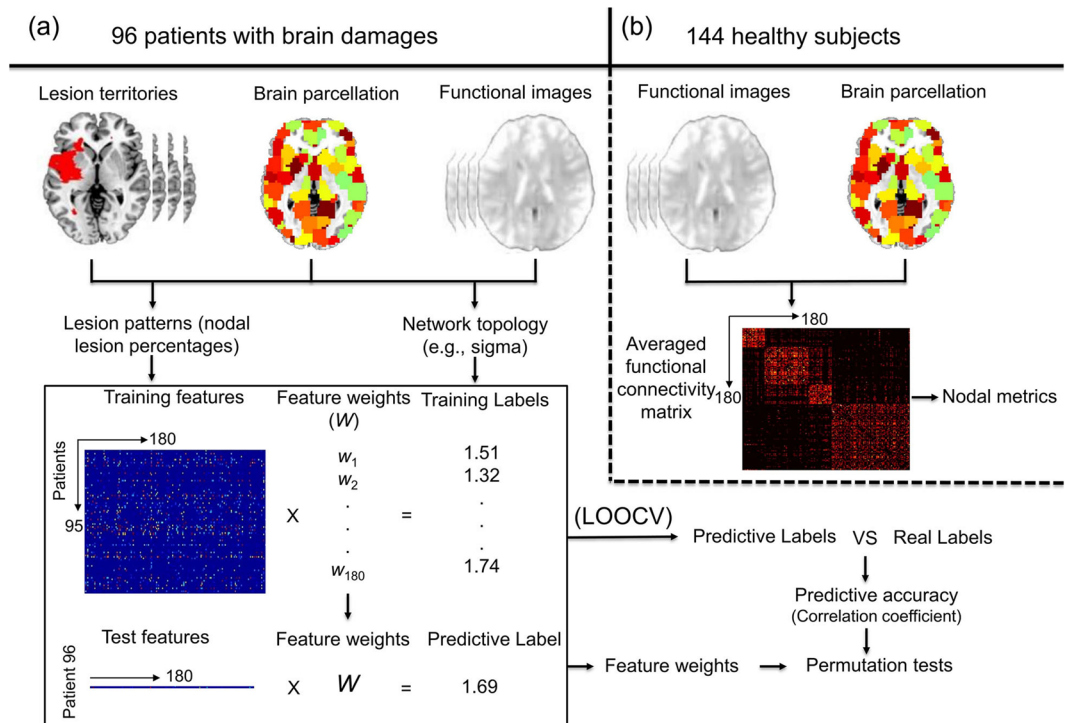 (a)
96 patients with brain damages
(b)
144 healthy subjects
Lesion territories
Brain parcellation
Functional images
Functional images
Brain parcellation
Lesion patterns (nodal
lesion percentages)
Network topology
(e.g., sigma)
Averaged
functional
connectivity
matrix
180
180
Nodal metrics
Training features
Feature weights
(W)
Training Labels
180
Patients
95
w1
w2
.
.
.
w180
X
=
1.51
1.32
.
.
.
1.74
(LOOCV)
Predictive Labels VS Real Labels
Predictive accuracy
(Correlation coefficient)
Test features
Feature weights
Predictive Label
Patient 96
180
X W = 1.69
Feature weights
Permutation tests